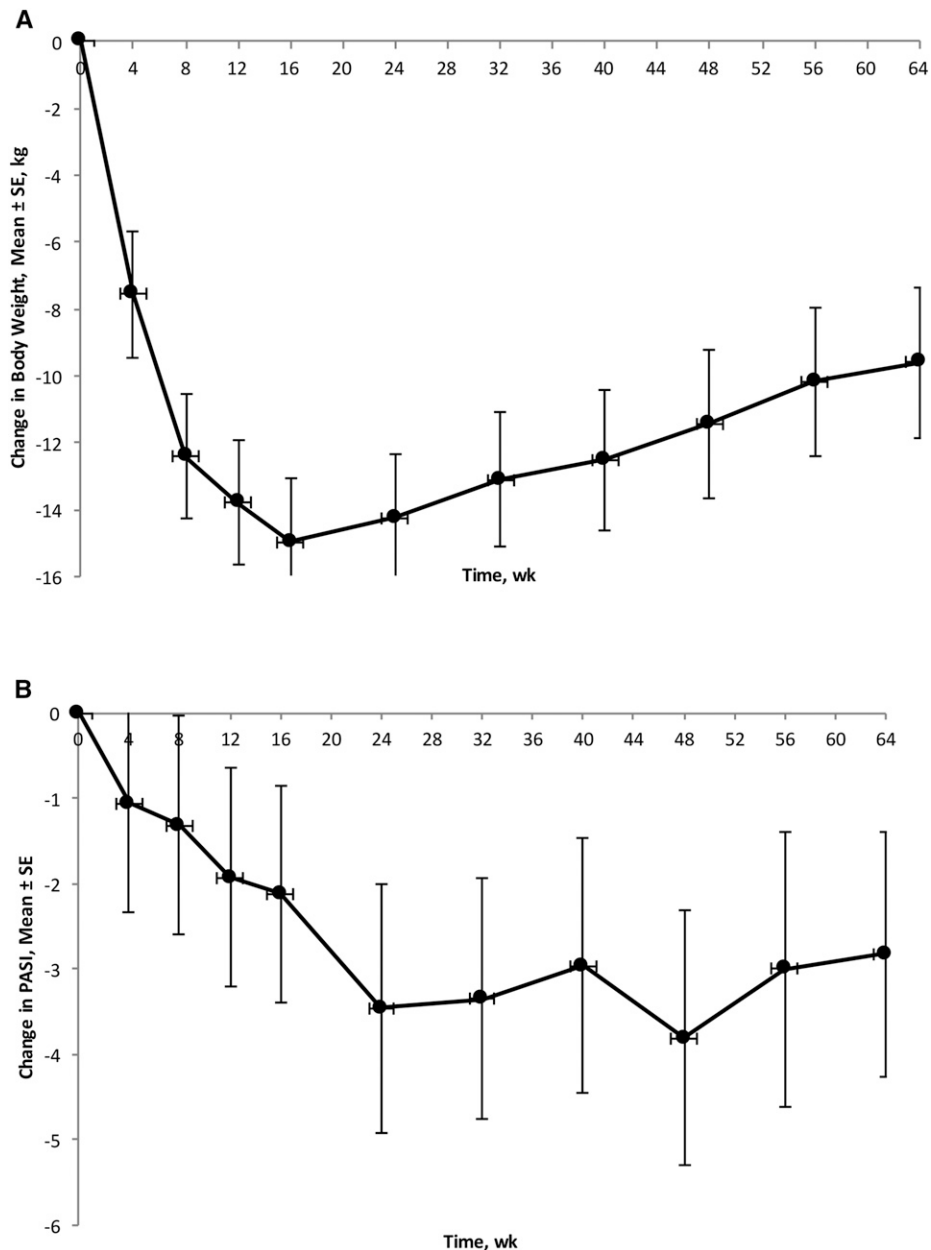 A
0
0 4 8 12 16 20 24 28 32 36 40 44 48 52 56 60 64
-2
-4
-6
-8
-10
-12
-14
-16
Change in Body Weight, Mean ± SE, kg
Time, wk
B
0
0 4 8 12 16 20 24 28 32 36 40 44 48 52 56 60 64
-1
-2
-3
-4
-5
-6
Change in PASI, Mean ± SE
Time, wk